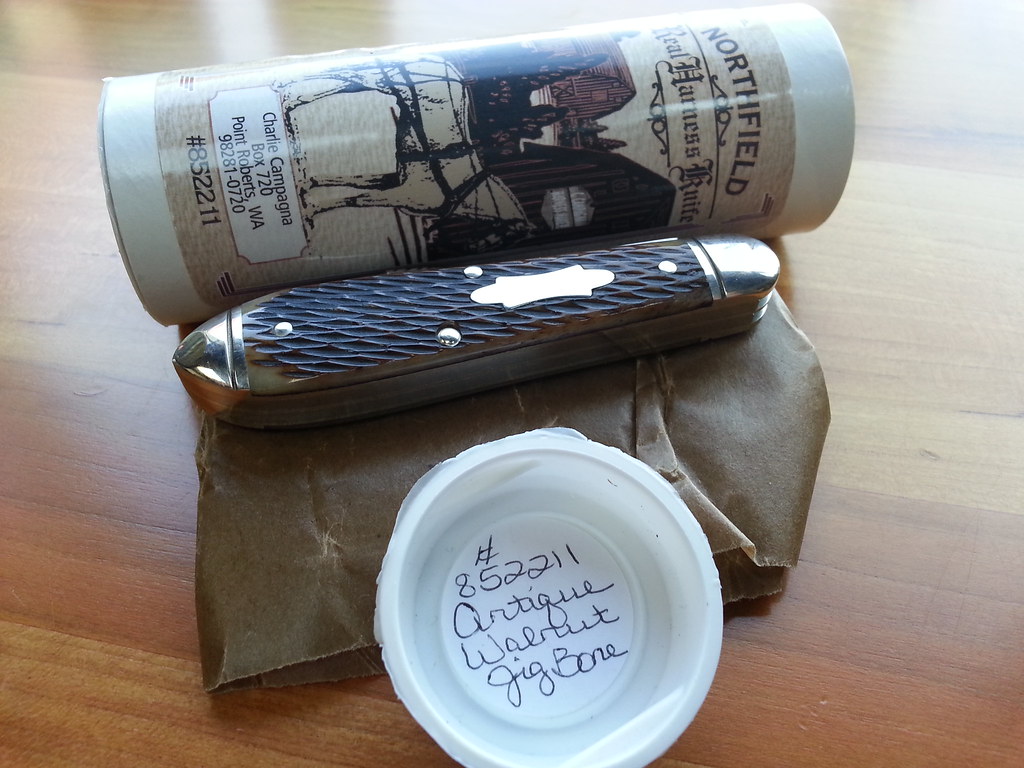 NORTHFIELD
Real Harness Knife
Charlie Campagna
Box 720
Point Roberts, WA
98281-0720
#852211
#
852211
Antique
Walnut
Jig Bone